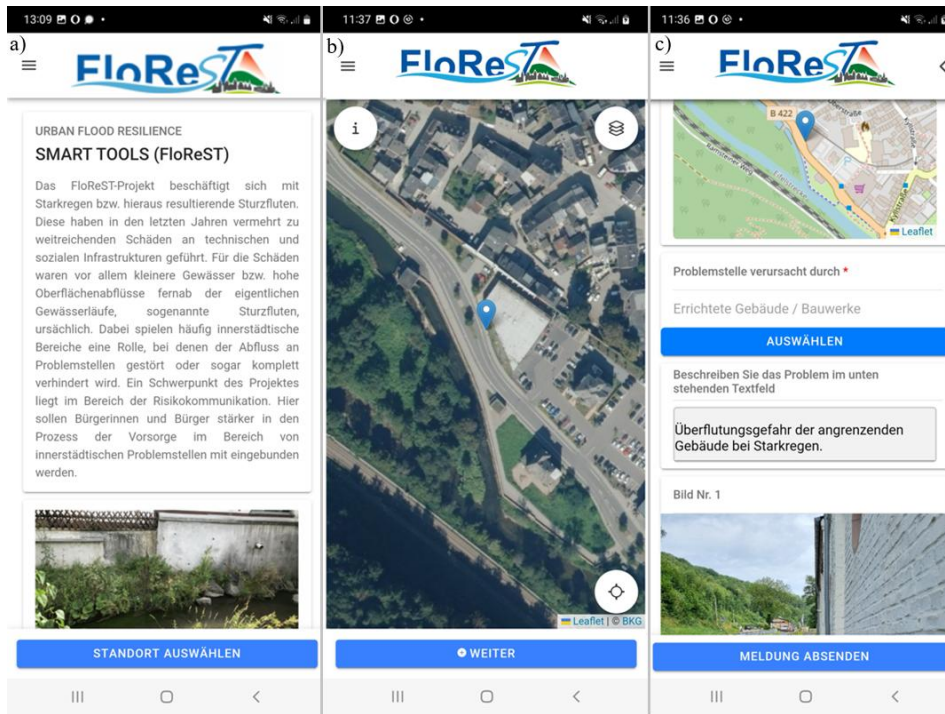 13:09
a)
FloReST
URBAN FLOOD RESILIENCE
SMART TOOLS (FloReST)
Das FloReST-Projekt beschäftigt sich mit
Starkregen bzw. hieraus resultierende Sturzfluten.
Diese haben in den letzten Jahren vermehrt zu
weitreichenden Schäden an technischen und
sozialen Infrastrukturen geführt. Für die Schäden
waren vor allem kleinere Gewässer bzw. hohe
Oberflächenabflüsse fernab der eigentlichen
Gewässerläufe, sogenannte Sturzfluten,
ursächlich. Dabei spielen häufig innerstädtische
Bereiche eine Rolle, bei denen der Abfluss an
Problemstellen gestört oder sogar komplett
verhindert wird. Ein Schwerpunkt des Projektes
liegt im Bereich der Risikokommunikation. Hier
sollen Bürgerinnen und Bürger stärker in den
Prozess der Vorsorge im Bereich von
innerstädtischen Problemstellen mit eingebunden
werden.
STANDORT AUSWÄHLEN
11:37
b)
FloReST
i
Leaflet | © BKG
WEITER
11:36
c)
FloReST
B 422
Oberstraße
Kylltstraße
Ramsteiner Weg
P
Kyllstraße
Leaflet
Problemstelle verursacht durch *
Errichtete Gebäude / Bauwerke
AUSWÄHLEN
Beschreiben Sie das Problem im unten
stehenden Textfeld
Überflutungsgefahr der angrenzenden
Gebäude bei Starkregen.
Bild Nr. 1
MELDUNG ABSENDEN